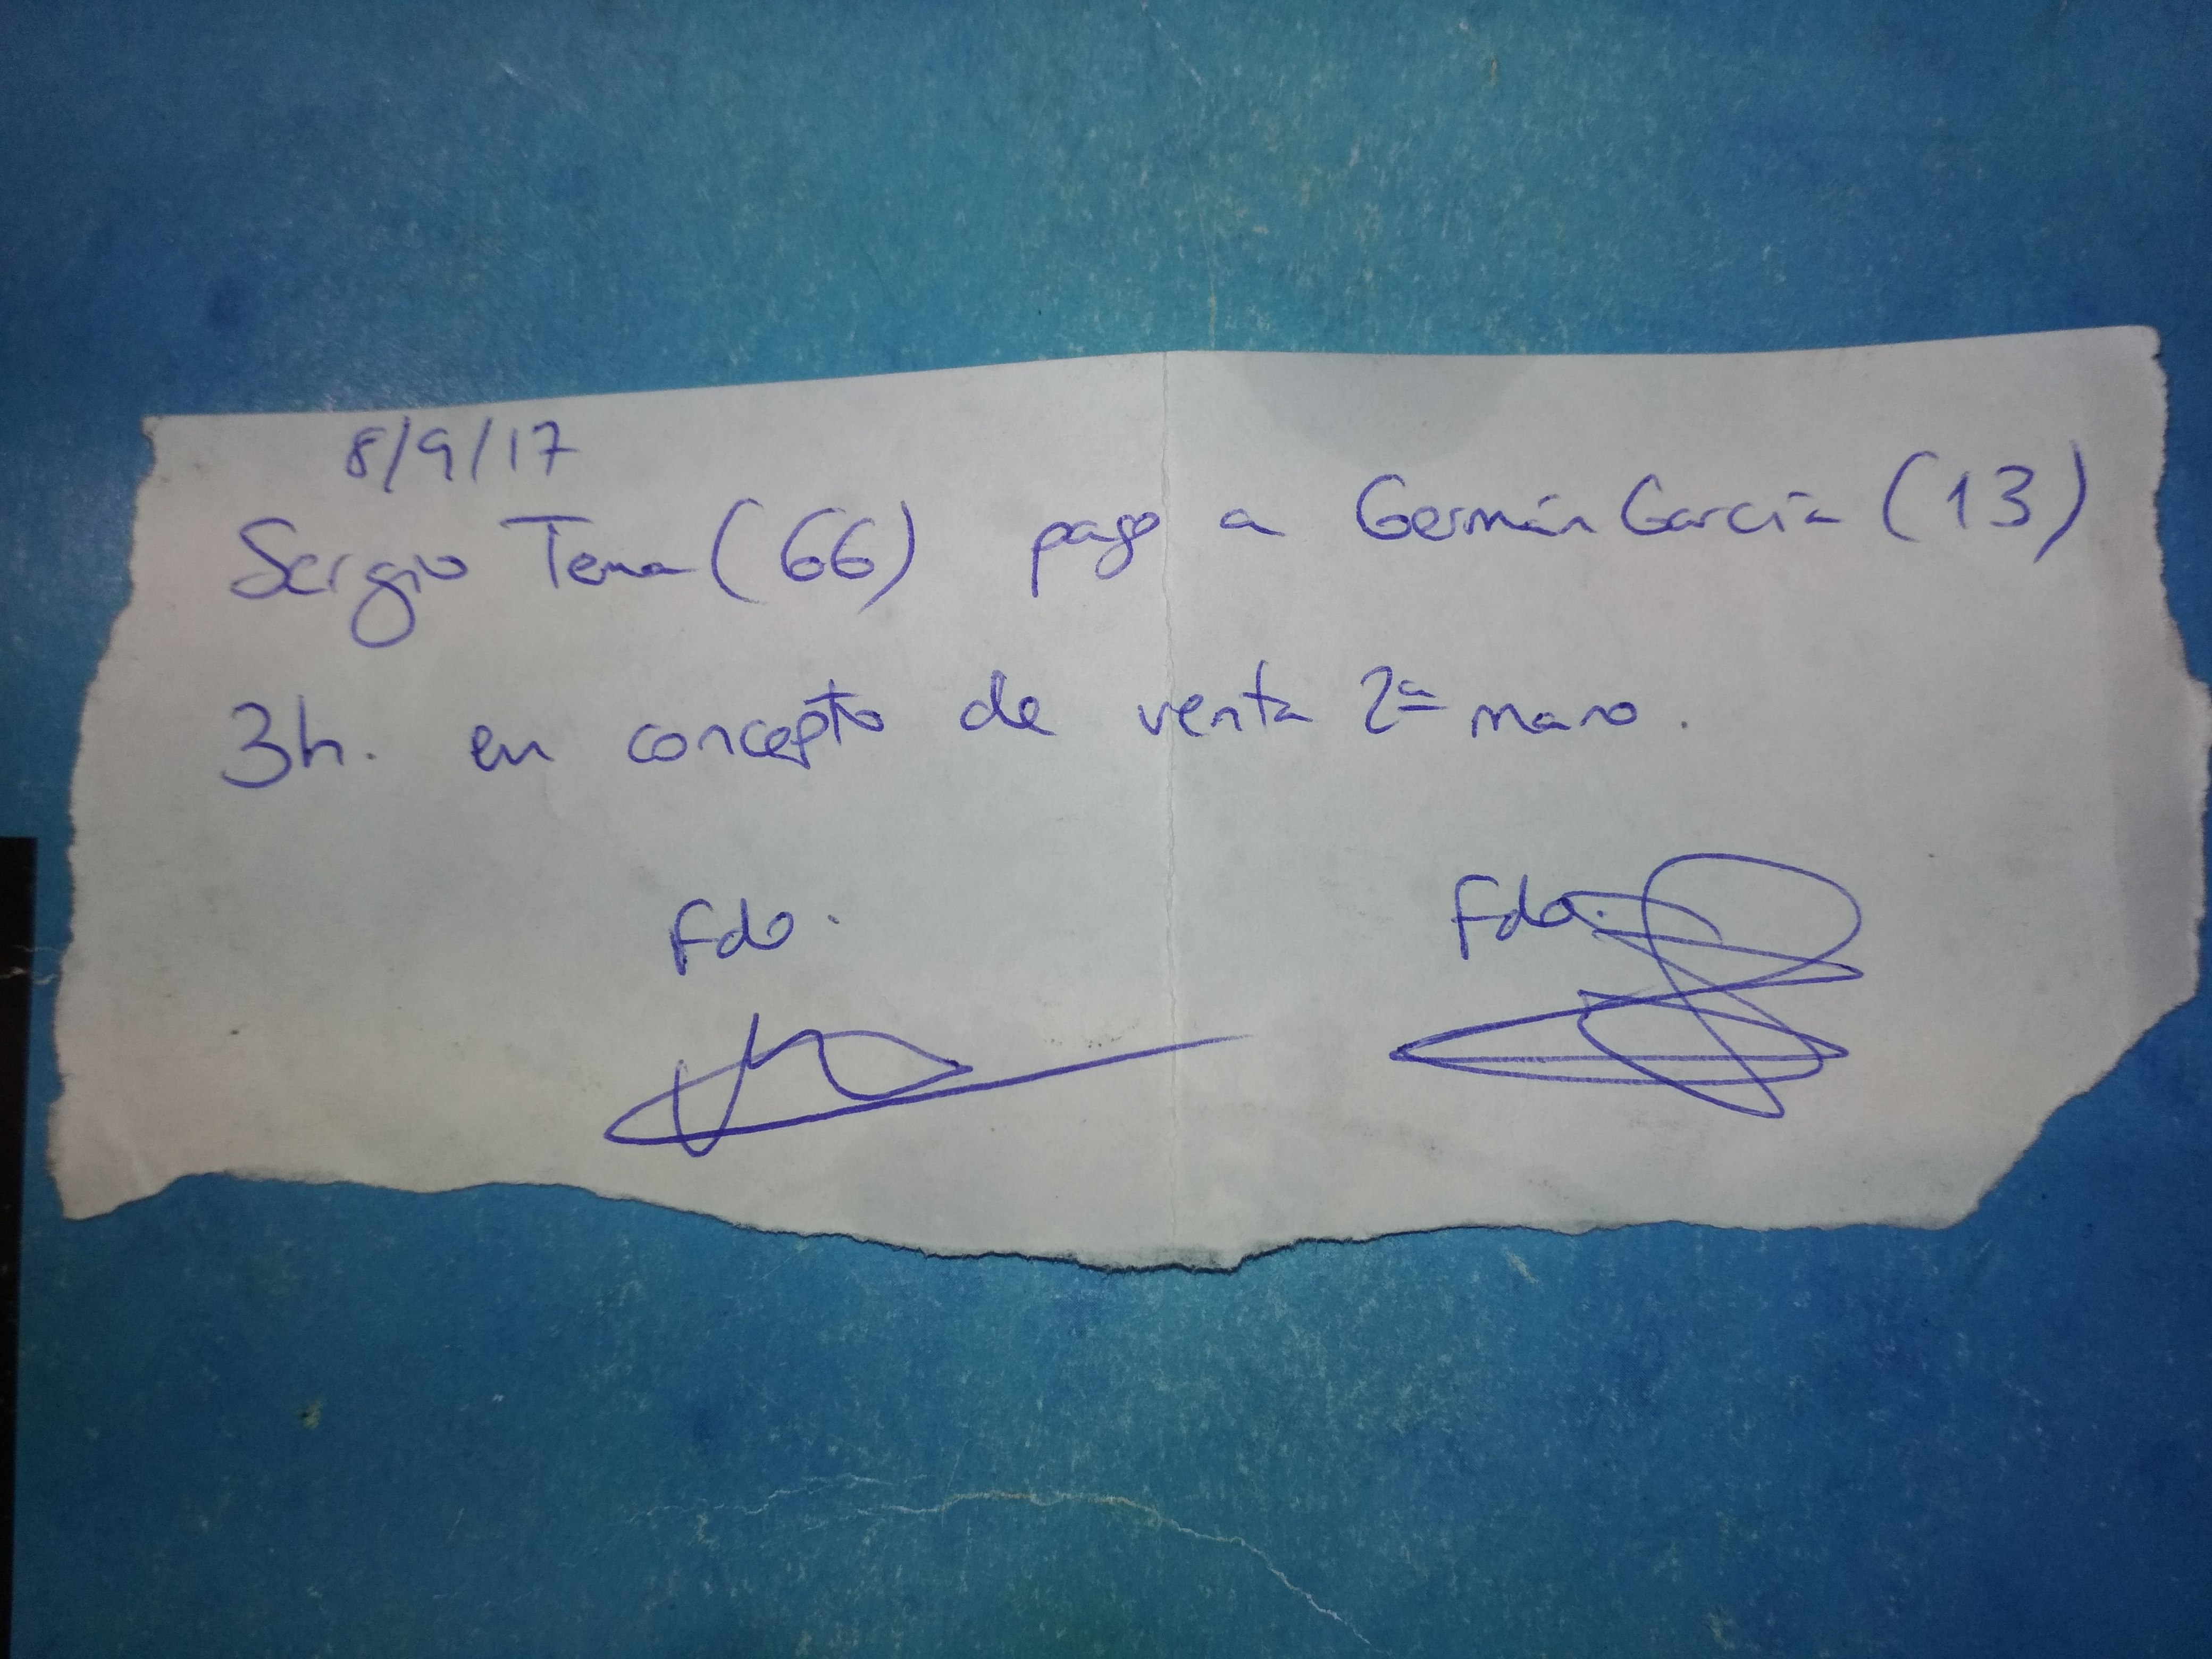 8/9/17
Sergio Tena (66) pago a Germán García (13)
3h. en concepto de venta 2ª mano.
Fdo. Fdo.